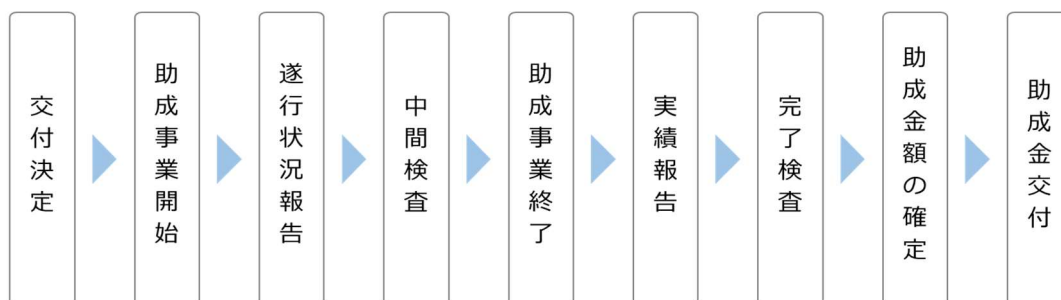 交付決定
助成事業開始
遂行状況報告
中間検査
助成事業終了
実績報告
完了検査
助成金額の確定
助成金交付